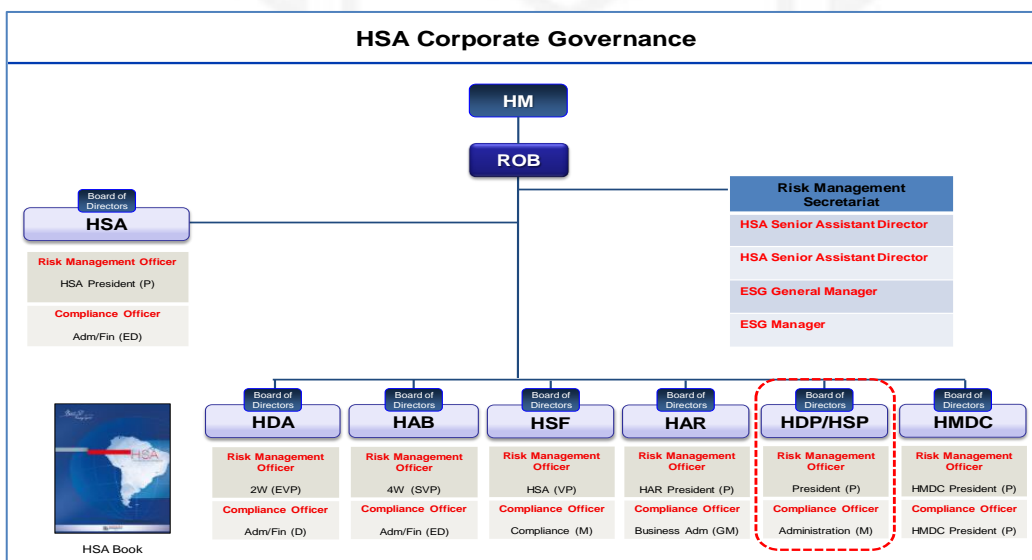 HSA Corporate Governance
HM
ROB
Risk Management
Secretariat
HSA Senior Assistant Director
HSA Senior Assistant Director
ESG General Manager
ESG Manager
Board of
Directors
HSA
Risk Management Officer
HSA President (P)
Compliance Officer
Adm/Fin (ED)
HSA
HSA Book
Board of
Directors
HDA
Risk Management
Officer
2W (EVP)
Compliance Officer
Adm/Fin (D)
Board of
Directors
HAB
Risk Management
Officer
4W (SVP)
Compliance Officer
Adm/Fin (ED)
Board of
Directors
HSF
Risk Management
Officer
HSA (VP)
Compliance Officer
Compliance (M)
Board of
Directors
HAR
Risk Management
Officer
HAR President (P)
Compliance Officer
Business Adm (GM)
Board of
Directors
HDP/HSP
Risk Management
Officer
President (P)
Compliance Officer
Administration (M)
Board of
Directors
HMDC
Risk Management
Officer
HMDC President (P)
Compliance Officer
HMDC President (P)